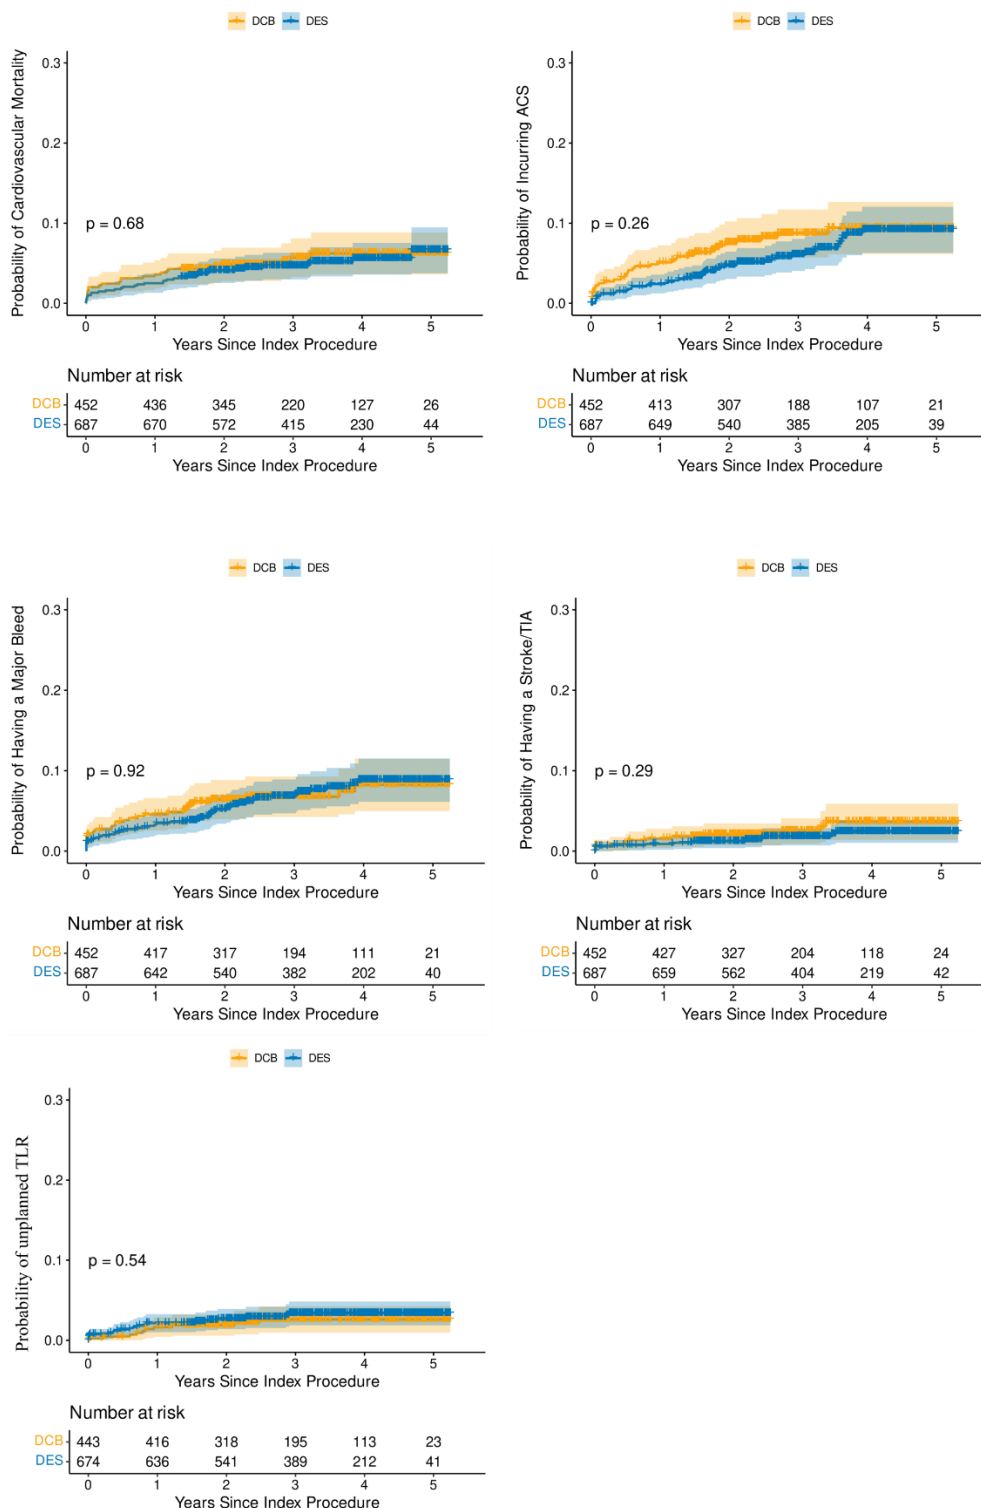 DCB DES
Probability of Cardiovascular Mortality
0.3
0.2
0.1
0.0
p = 0.68
0 1 2 3 4 5
Years Since Index Procedure
Number at risk
DCB 452 436 345 220 127 26
DES 687 670 572 415 230 44
0 1 2 3 4 5
Years Since Index Procedure
DCB DES
Probability of Incurring ACS
0.3
0.2
0.1
0.0
p = 0.26
0 1 2 3 4 5
Years Since Index Procedure
Number at risk
DCB 452 413 307 188 107 21
DES 687 649 540 385 205 39
0 1 2 3 4 5
Years Since Index Procedure
DCB DES
Probability of Having a Major Bleed
0.3
0.2
0.1
0.0
p = 0.92
0 1 2 3 4 5
Years Since Index Procedure
Number at risk
DCB 452 417 317 194 111 21
DES 687 642 540 382 202 40
0 1 2 3 4 5
Years Since Index Procedure
DCB DES
Probability of Having a Stroke/TIA
0.3
0.2
0.1
0.0
p = 0.29
0 1 2 3 4 5
Years Since Index Procedure
Number at risk
DCB 452 427 327 204 118 24
DES 687 659 562 404 219 42
0 1 2 3 4 5
Years Since Index Procedure
DCB DES
Probability of unplanned TLR
0.3
0.2
0.1
0.0
p = 0.54
0 1 2 3 4 5
Years Since Index Procedure
Number at risk
DCB 443 416 318 195 113 23
DES 674 636 541 389 212 41
0 1 2 3 4 5
Years Since Index Procedure